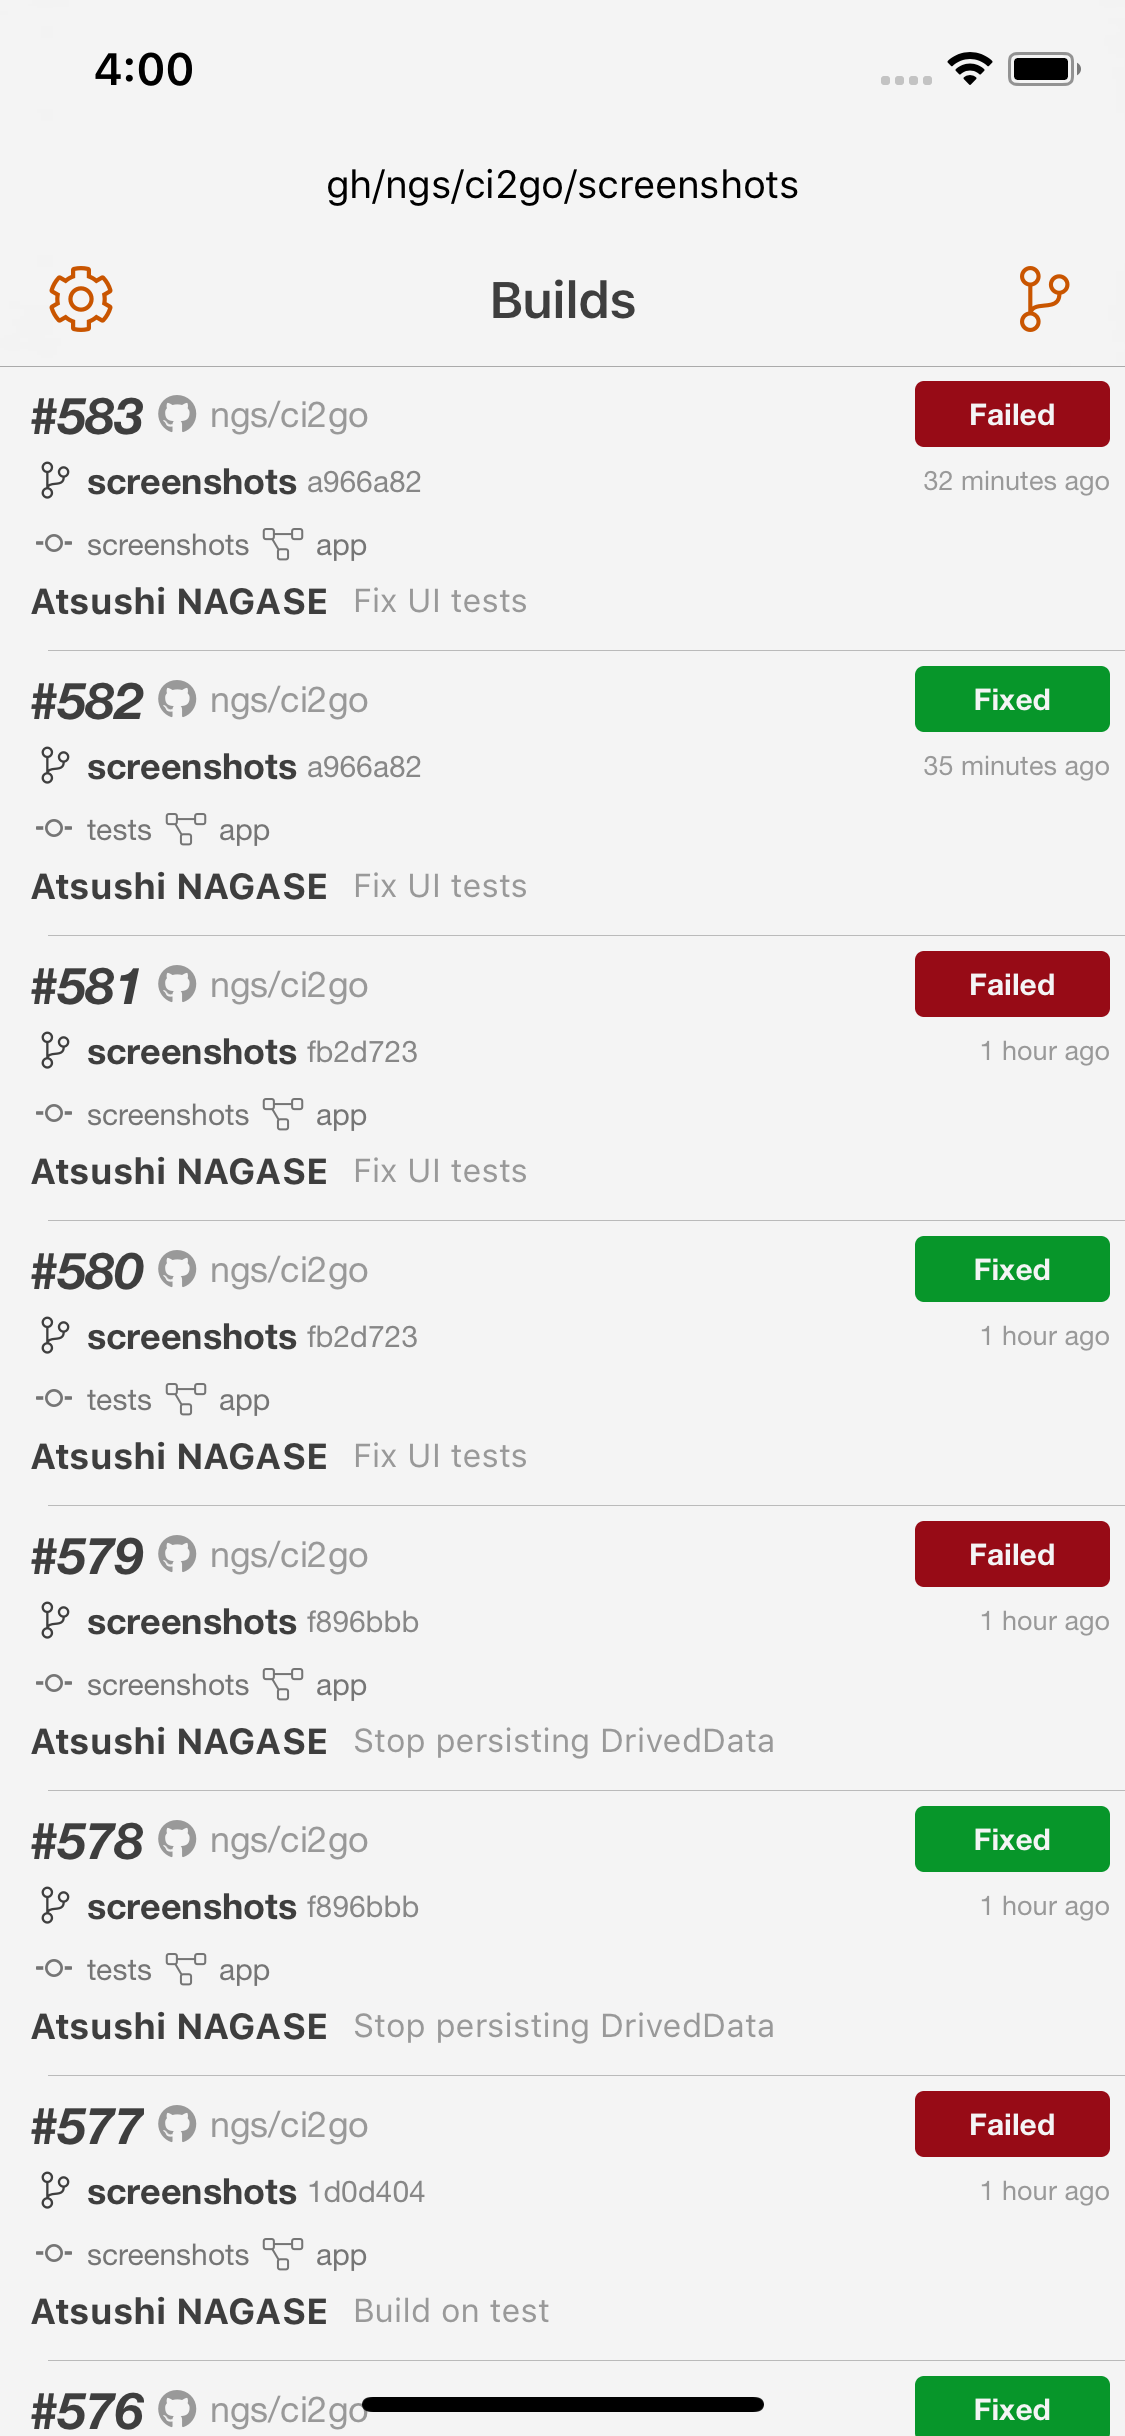 4:00
gh/ngs/ci2go/screenshots
Builds
#583 ngs/ci2go Failed
screenshots a966a82 32 minutes ago
screenshots app
Atsushi NAGASE Fix UI tests
#582 ngs/ci2go Fixed
screenshots a966a82 35 minutes ago
tests app
Atsushi NAGASE Fix UI tests
#581 ngs/ci2go Failed
screenshots fb2d723 1 hour ago
screenshots app
Atsushi NAGASE Fix UI tests
#580 ngs/ci2go Fixed
screenshots fb2d723 1 hour ago
tests app
Atsushi NAGASE Fix UI tests
#579 ngs/ci2go Failed
screenshots f896bbb 1 hour ago
screenshots app
Atsushi NAGASE Stop persisting DrivedData
#578 ngs/ci2go Fixed
screenshots f896bbb 1 hour ago
tests app
Atsushi NAGASE Stop persisting DrivedData
#577 ngs/ci2go Failed
screenshots 1d0d404 1 hour ago
screenshots app
Atsushi NAGASE Build on test
#576 ngs/ci2go Fixed